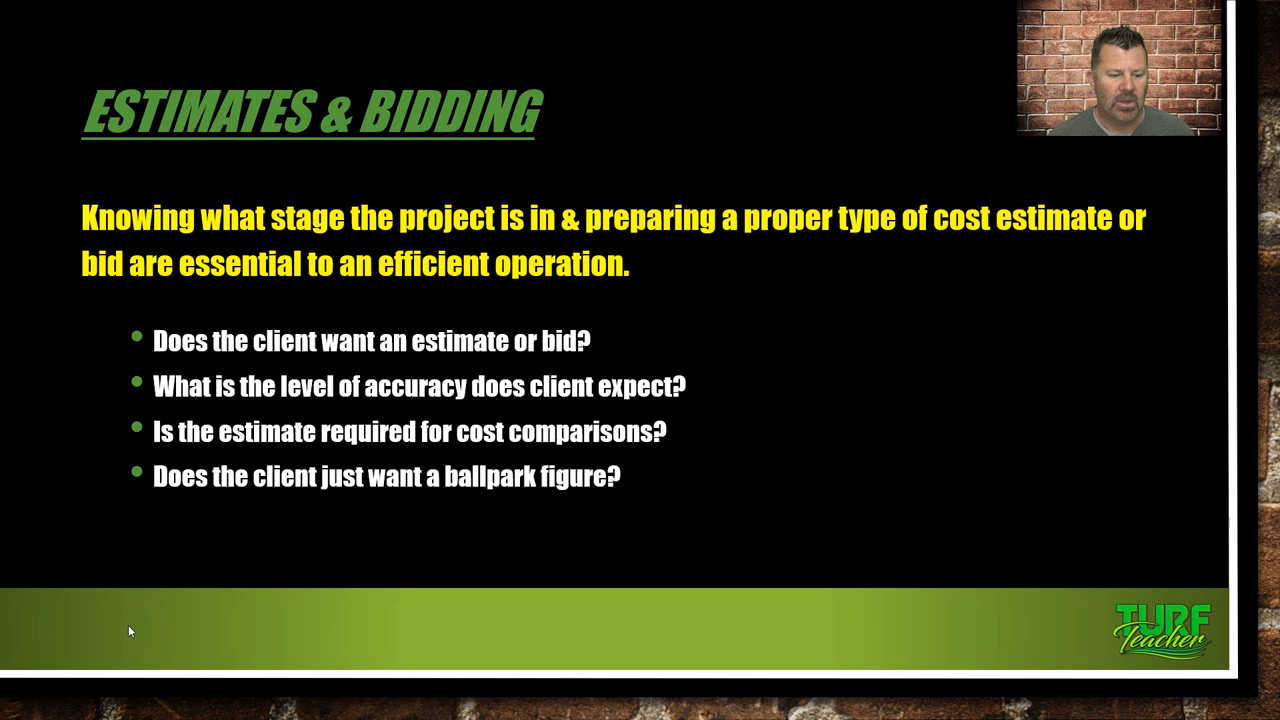 ESTIMATES & BIDDING
Knowing what stage the project is in & preparing a proper type of cost estimate or
bid are essential to an efficient operation.
Does the client want an estimate or bid?
What is the level of accuracy does client expect?
Is the estimate required for cost comparisons?
Does the client just want a ballpark figure?
TURF
Teacher